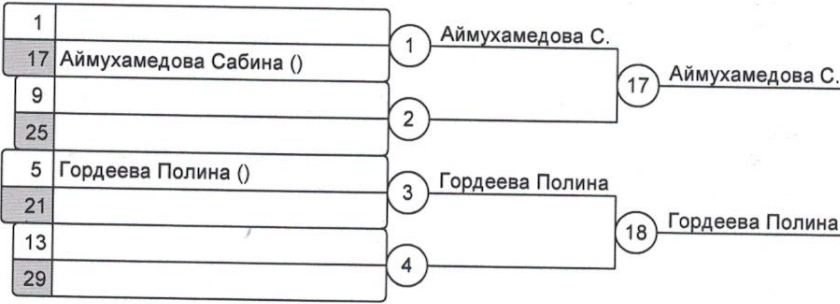 1
17 Аймухамедова Сабина ()
1 Аймухамедова С.
9
25
2
17 Аймухамедова С.
5 Гордеева Полина ()
21
3 Гордеева Полина
13
29
4
18 Гордеева Полина